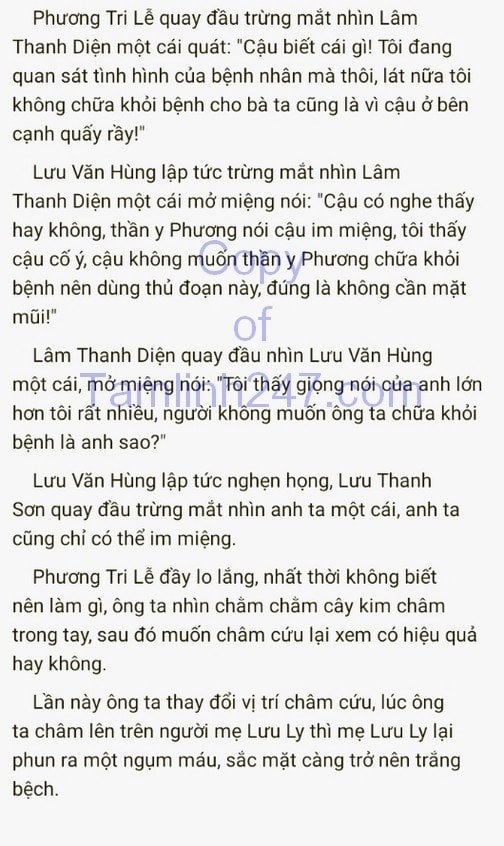 Phương Tri Lễ quay đầu trừng mắt nhìn Lâm
Thanh Diện một cái quát: "Cậu biết cái gì! Tôi đang
quan sát tình hình của bệnh nhân mà thôi, lát nữa tôi
không chữa khỏi bệnh cho bà ta cũng là vì cậu ở bên
cạnh quấy rầy!"
Lưu Văn Hùng lập tức trừng mắt nhìn Lâm
Thanh Diện một cái mở miệng nói: "Cậu có nghe thấy
hay không, thần y Phương nói cậu im miệng, tôi thấy
cậu cố ý, cậu không muốn thần y Phương chữa khỏi
bệnh nên dùng thủ đoạn này, đúng là không cần mặt
mũi!"
Copy
of
Tamlinh247.com
Lâm Thanh Diện quay đầu nhìn Lưu Văn Hùng
một cái, mở miệng nói: "Tôi thấy giọng nói của anh lớn
hơn tôi rất nhiều, người không muốn ông ta chữa khỏi
bệnh là anh sao?"
Lưu Văn Hùng lập tức nghẹn họng, Lưu Thanh
Sơn quay đầu trừng mắt nhìn anh ta một cái, anh ta
cũng chỉ có thể im miệng.
Phương Tri Lễ đầy lo lắng, nhất thời không biết
nên làm gì, ông ta nhìn chằm chằm cây kim châm
trong tay, sau đó muốn châm cứu lại xem có hiệu quả
hay không.
Lần này ông ta thay đổi vị trí châm cứu, lúc ông
ta châm lên trên người mẹ Lưu Ly thì mẹ Lưu Ly lại
phun ra một ngụm máu, sắc mặt càng trở nên trắng
bệch.